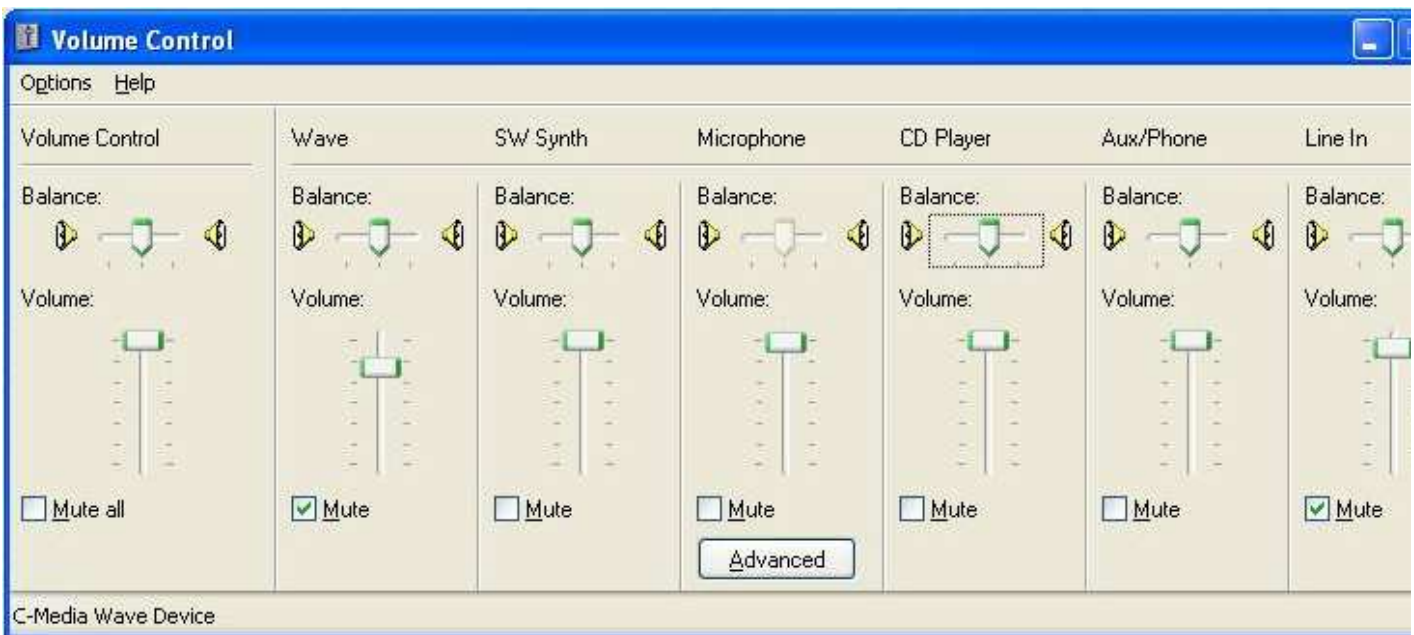 Volume Control
Options Help
Volume Control Wave SW Synth Microphone CD Player Aux/Phone Line In
Balance: Balance: Balance: Balance: Balance: Balance: Balance:
Volume: Volume: Volume: Volume: Volume: Volume: Volume:
Mute all Mute Mute Mute Mute Mute Mute
Advanced
C-Media Wave Device